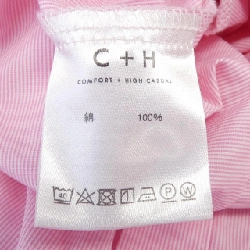 C + H
COMFORT + HIGH CASUAL
綿 100%